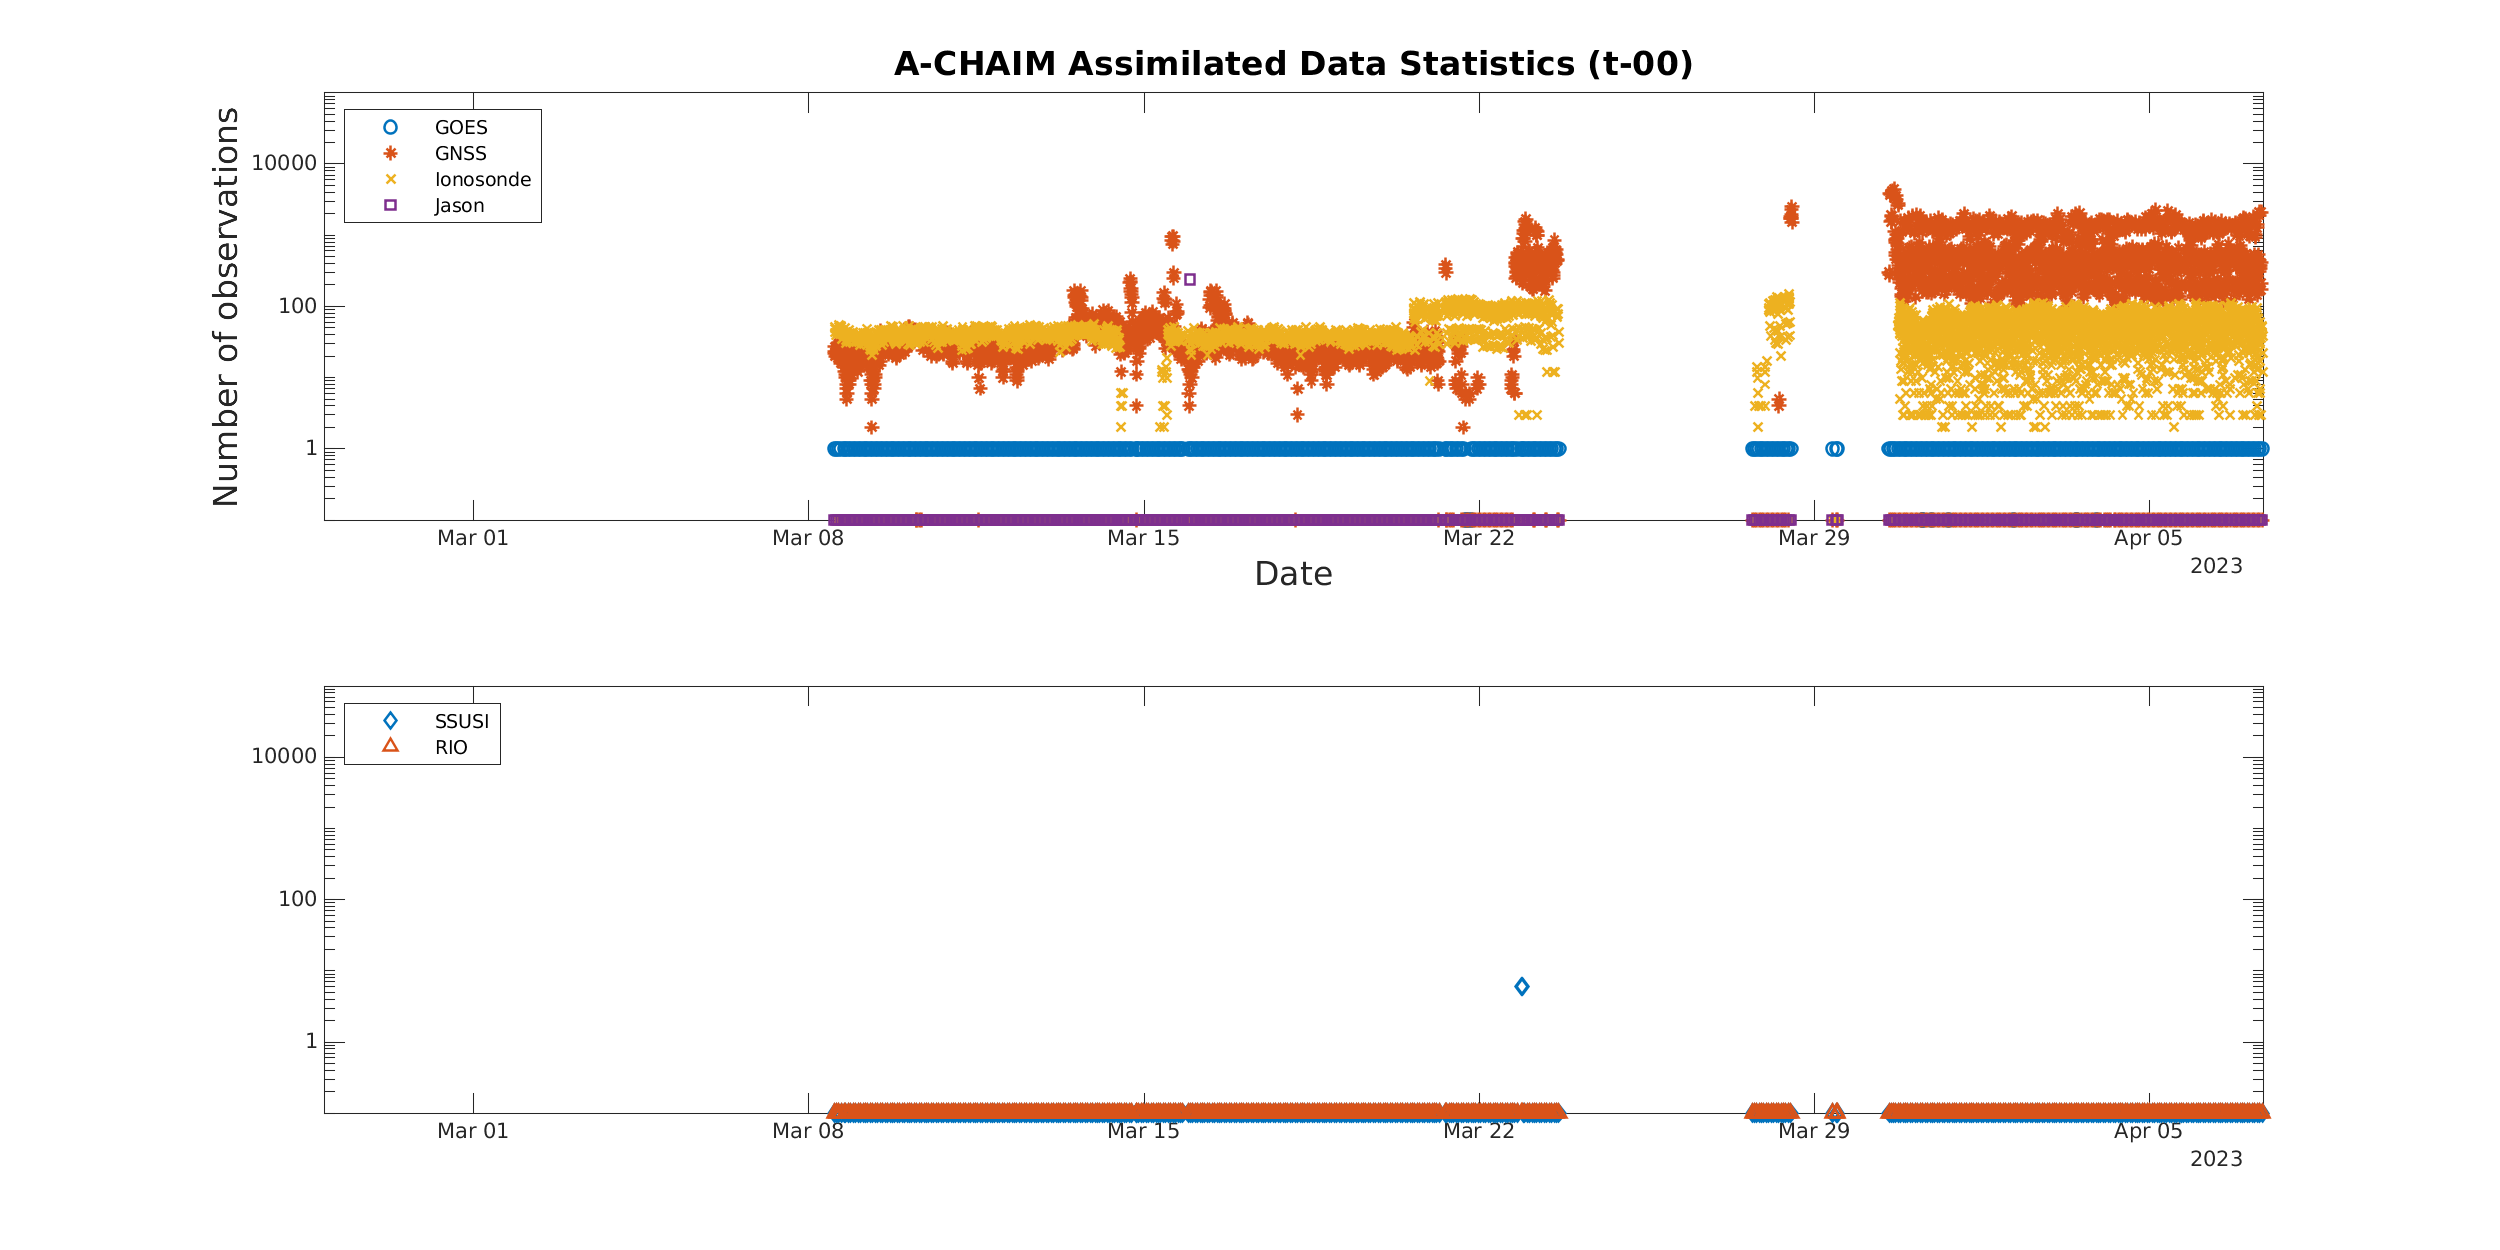 A-CHAIM Assimilated Data Statistics (t-00)
Number of observations
10000
100
1
GOES
GNSS
Ionosonde
Jason
Mar 01 Mar 08 Mar 15 Mar 22 Mar 29 Apr 05
2023
Date
10000
100
1
SSUSI
RIO
Mar 01 Mar 08 Mar 15 Mar 22 Mar 29 Apr 05
2023